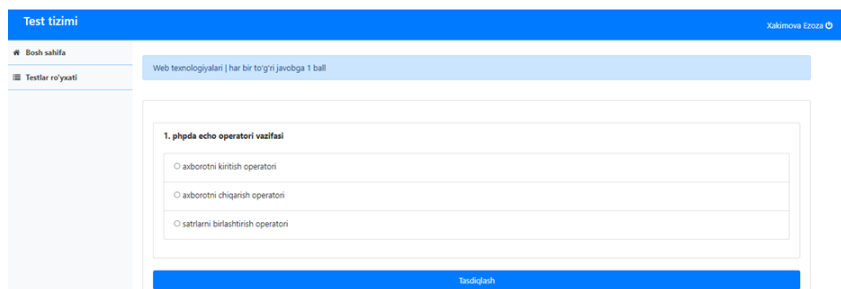 Test tizimi
Xakimova Ezoza
Bosh sahifa
Testlar ro'yxati
Web texnologiyalari | har bir to'g'ri javobga 1 ball
1. phpda echo operatori vazifasi
axborotni kiritish operatori
axborotni chiqarish operatori
satrlarni birlashtirish operatori
Tasdiqlash